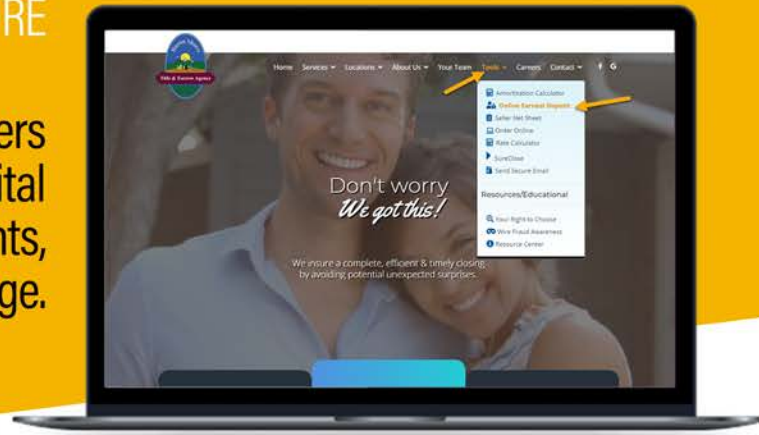 RE
ers
ital
nts,
ge.
Title & Escrow Agency
Home Services Locations About Us Your Team Tools Careers Contact f G
Amortization Calculator
Online Earnest Deposit
Seller Net Sheet
Order Online
Rate Calculator
SureClose
Send Secure Email
Resources/Educational
Your Right to Choose
Wire Fraud Awareness
Resource Center
Don't worry
We got this!
We insure a complete, efficient & timely closing
by avoiding potential unexpected surprises.